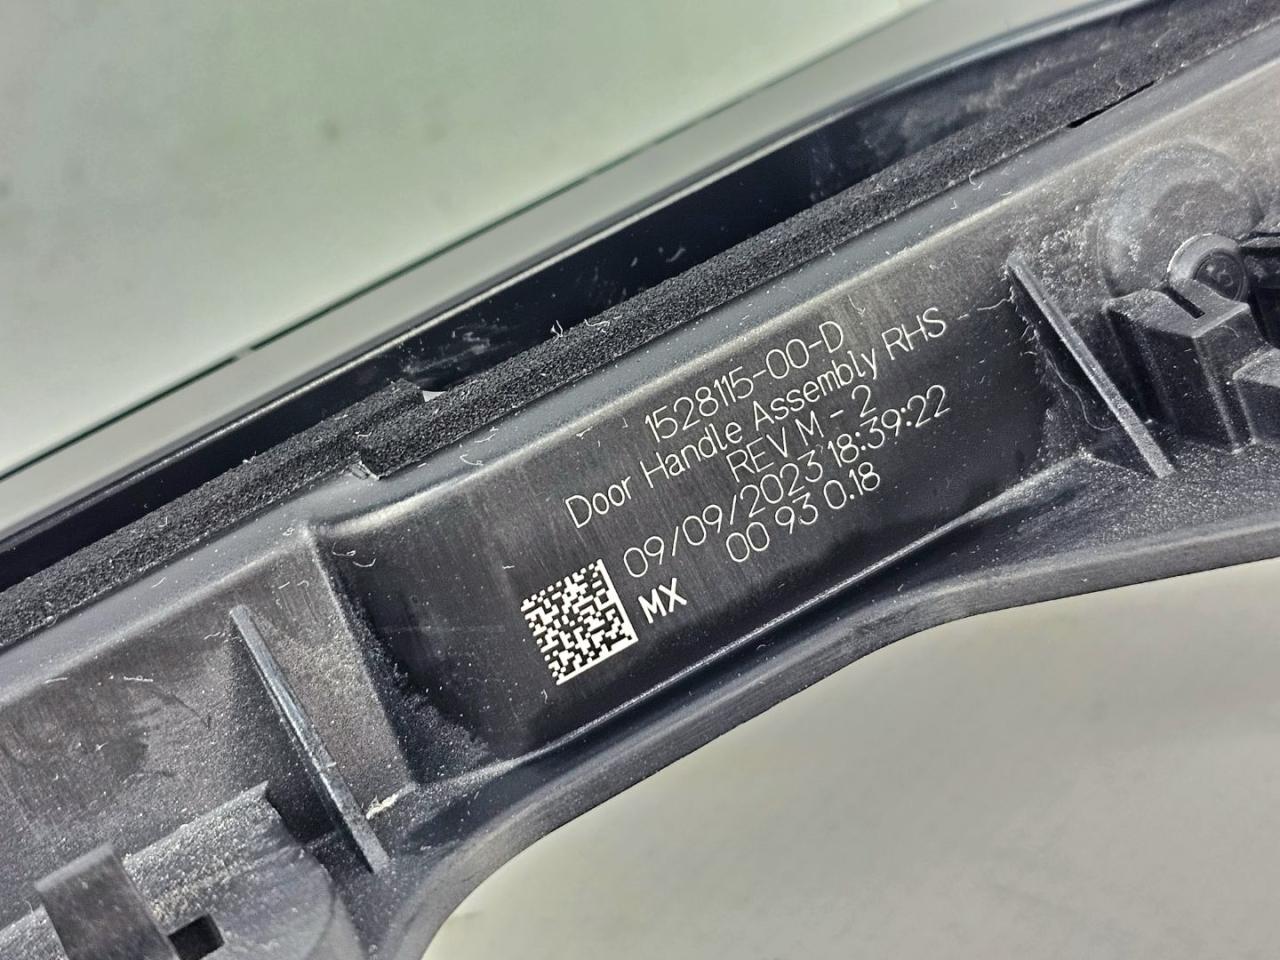 1528115-00-D
Door Handle Assembly RHS
REV M - 2
09/09/2023 18:39:22
00 93 0.18
MX